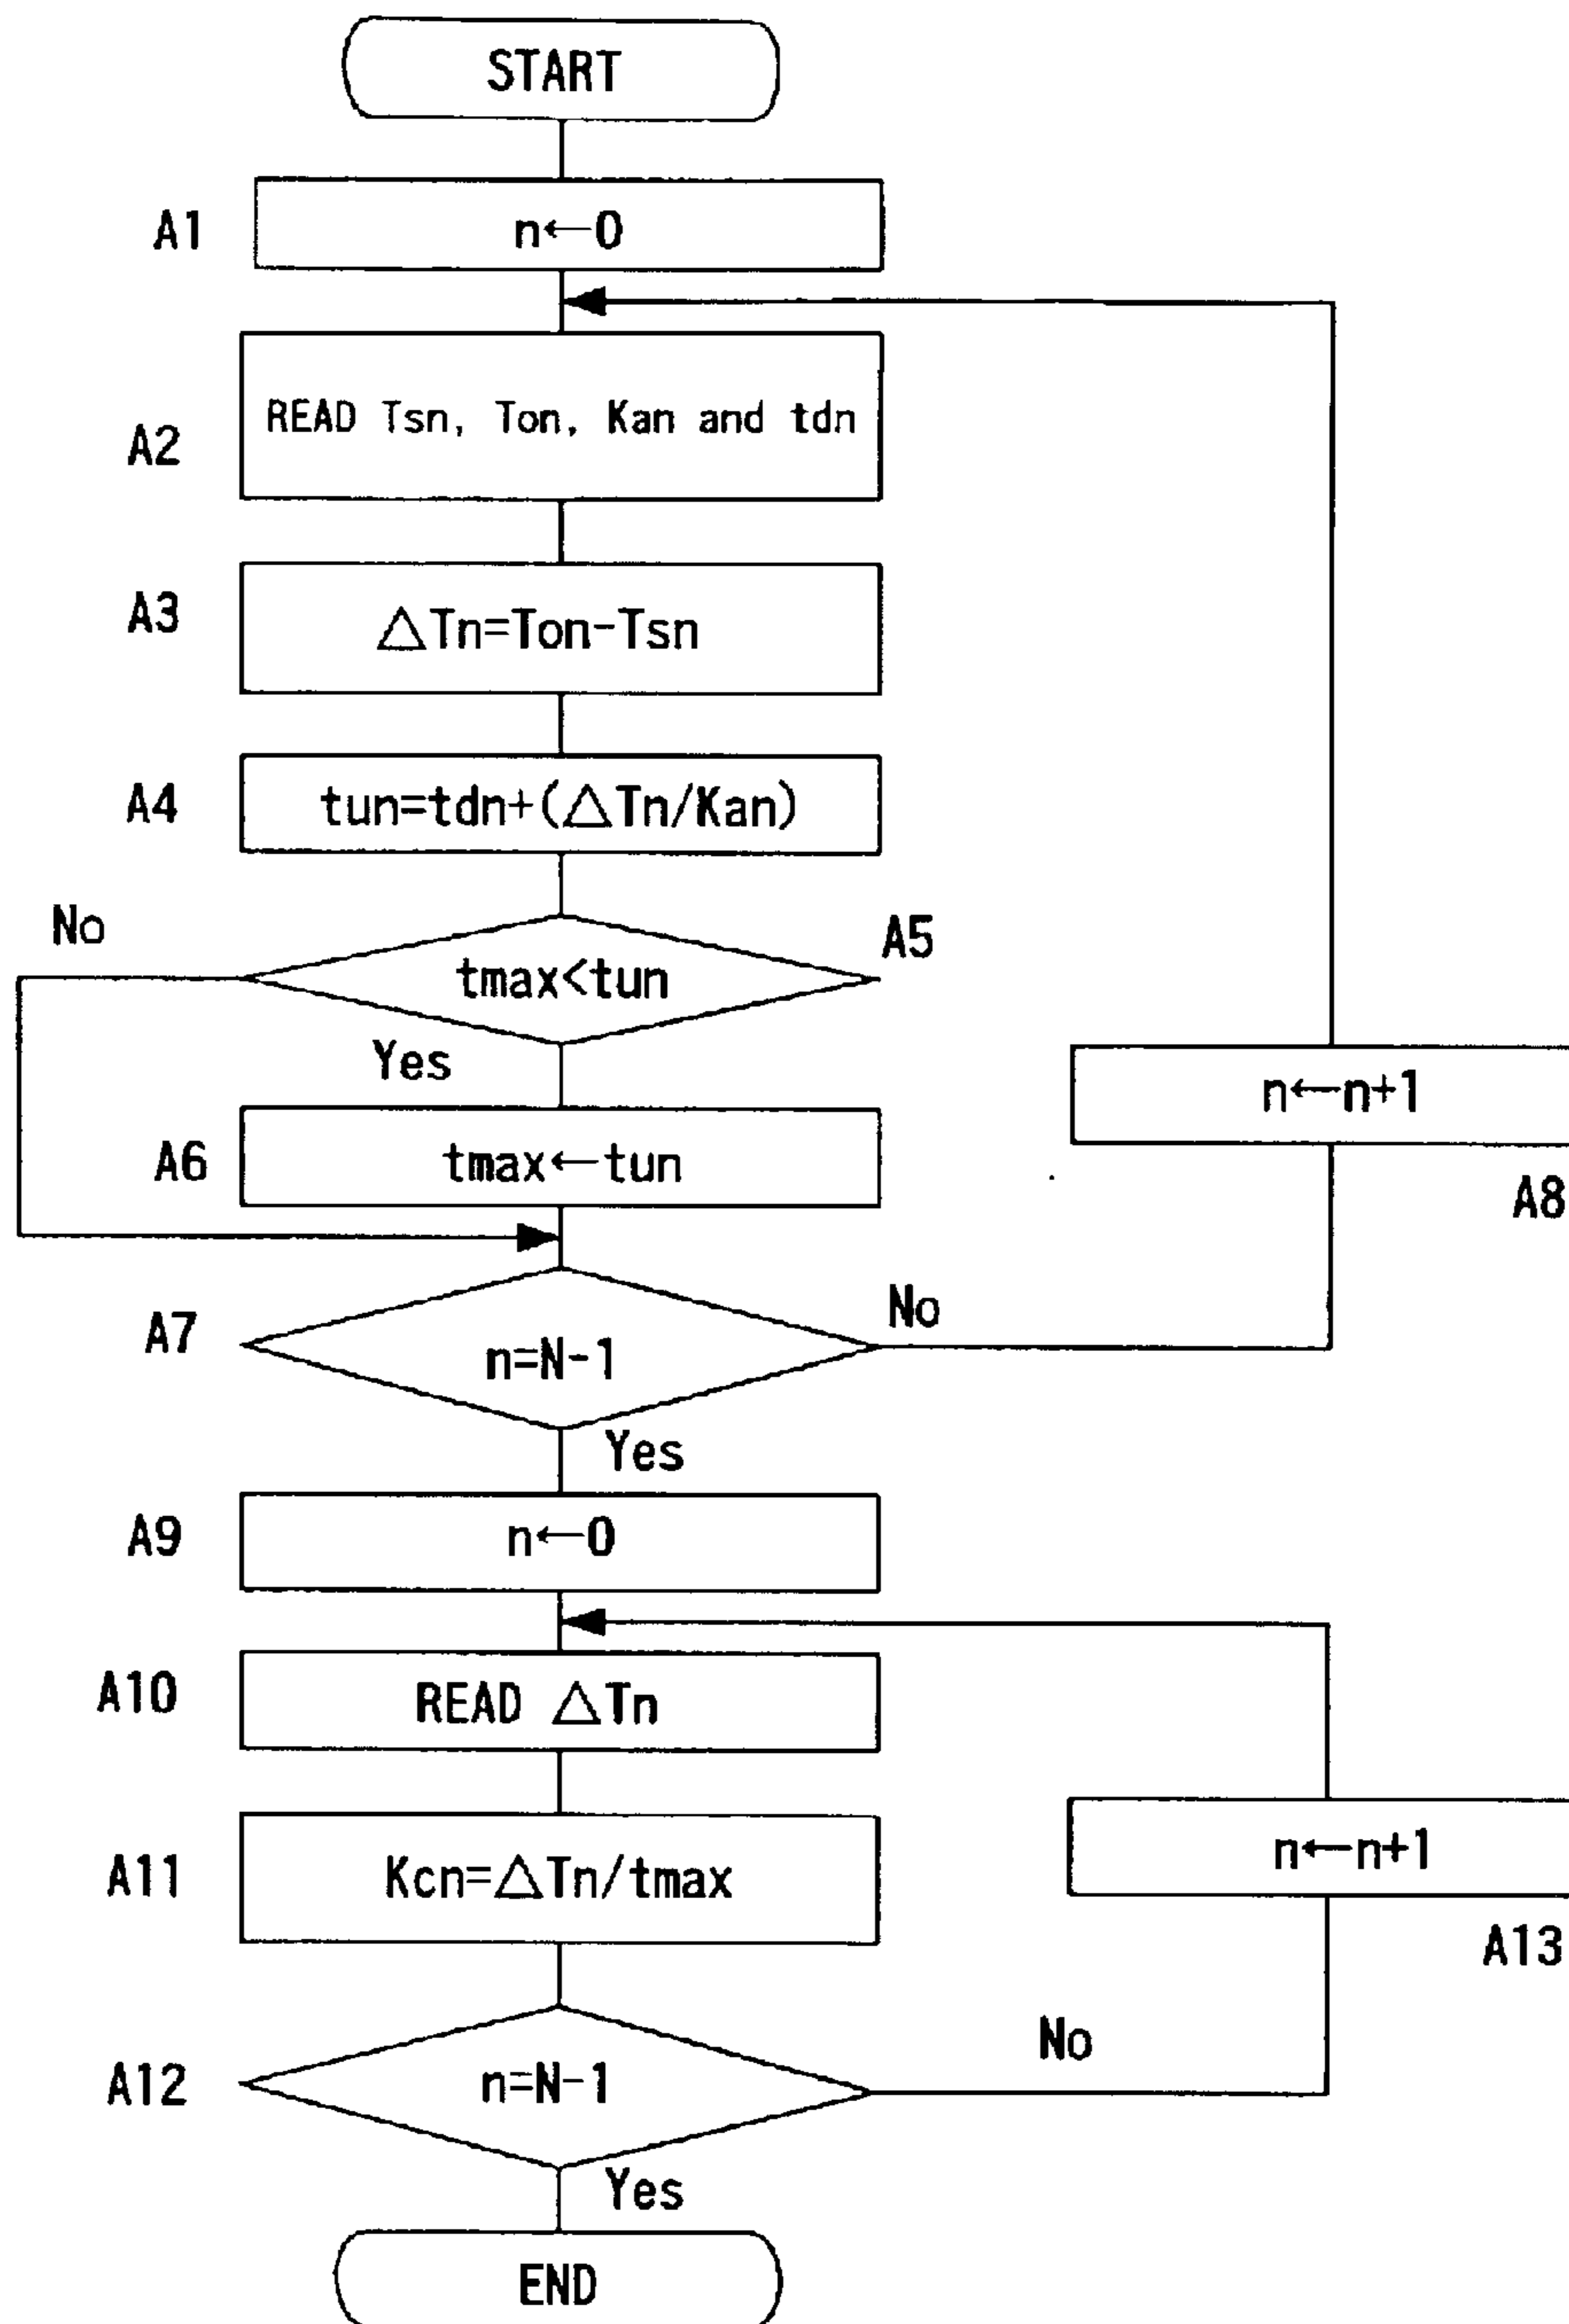 START
A1
n←0
A2
READ Tsn, Ton, Kan and tdn
A3
△Tn=Ton-Tsn
A4
tun=tdn+(△Tn/Kan)
No
A5
tmax<tun
Yes
n←n+1
A6
tmax←tun
A8
A7
No
n=N-1
Yes
A9
n←0
A10
READ △Tn
A11
Kcn=△Tn/tmax
n←n+1
A13
A12
n=N-1
No
Yes
END